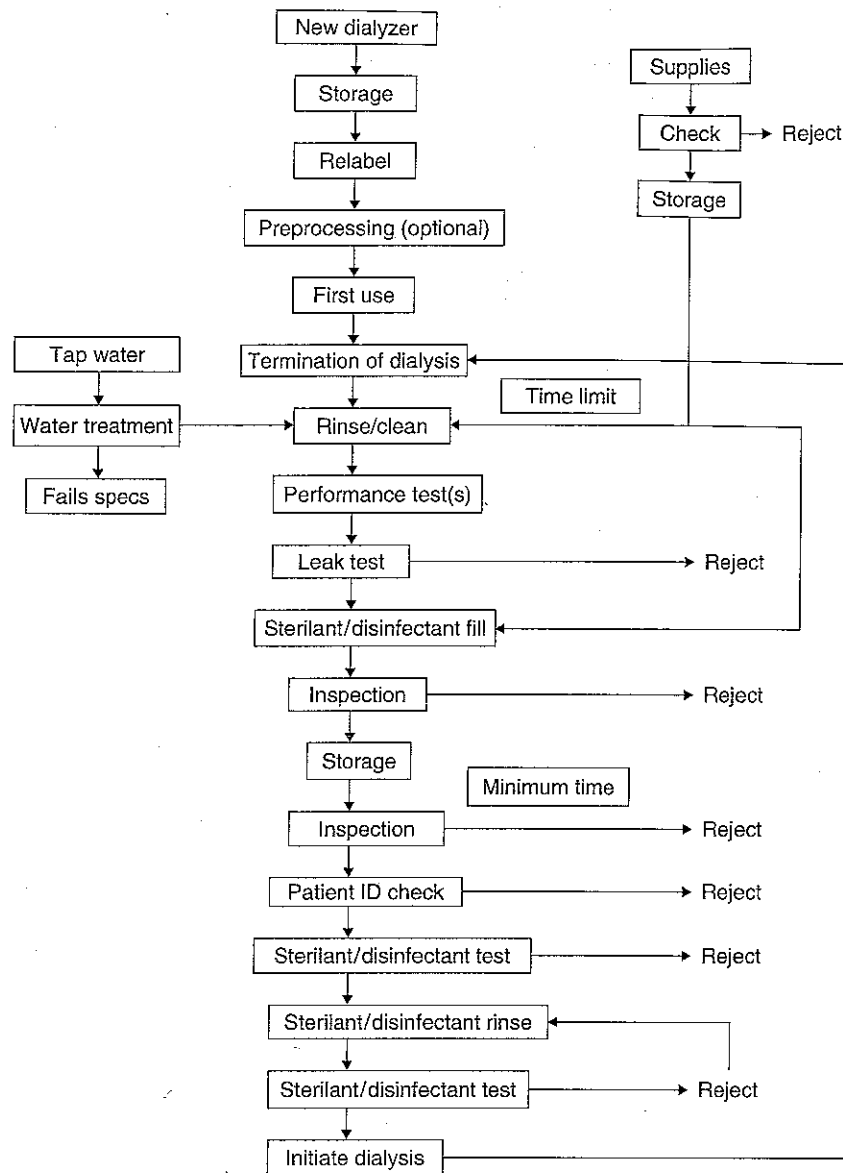 New dialyzer
Supplies
Storage
Check
Reject
Relabel
Storage
Preprocessing (optional)
First use
Tap water
Termination of dialysis
Time limit
Water treatment
Rinse/clean
Fails specs
Performance test(s)
Leak test
Reject
Sterilant/disinfectant fill
Inspection
Reject
Storage
Minimum time
Inspection
Reject
Patient ID check
Reject
Sterilant/disinfectant test
Reject
Sterilant/disinfectant rinse
Sterilant/disinfectant test
Reject
Initiate dialysis